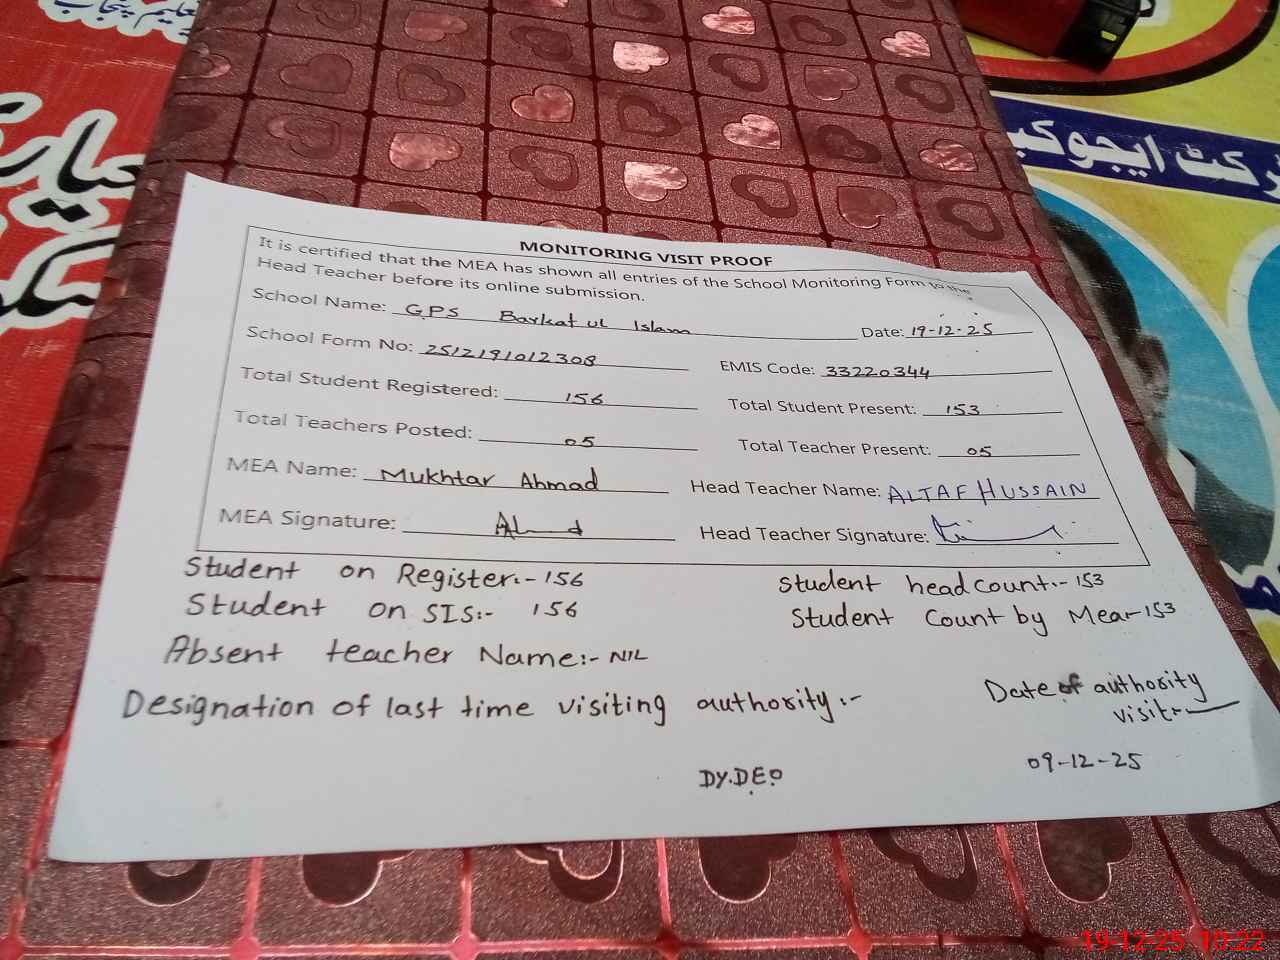 تعلیم پنجاب
MONITORING VISIT PROOF
It is certified that the MEA has shown all entries of the School Monitoring Form to the
Head Teacher before its online submission.
School Name: GPS Barkat ul Islam Date: 19-12-25
School Form No: 2512191012308 EMIS Code: 33220344
Total Student Registered: 156 Total Student Present: 153
Total Teachers Posted: 05 Total Teacher Present: 05
MEA Name: Mukhtar Ahmad Head Teacher Name: ALTAF HUSSAIN
MEA Signature: Head Teacher Signature:
Student on Register:- 156 Student headcount:- 153
Student on SIS:- 156 Student Count by Mea- 153
Absent teacher Name:- NIL
Designation of last time visiting authority:- Date of authority
visit:-
DY.DEO 09-12-25
19-12-25 10:22